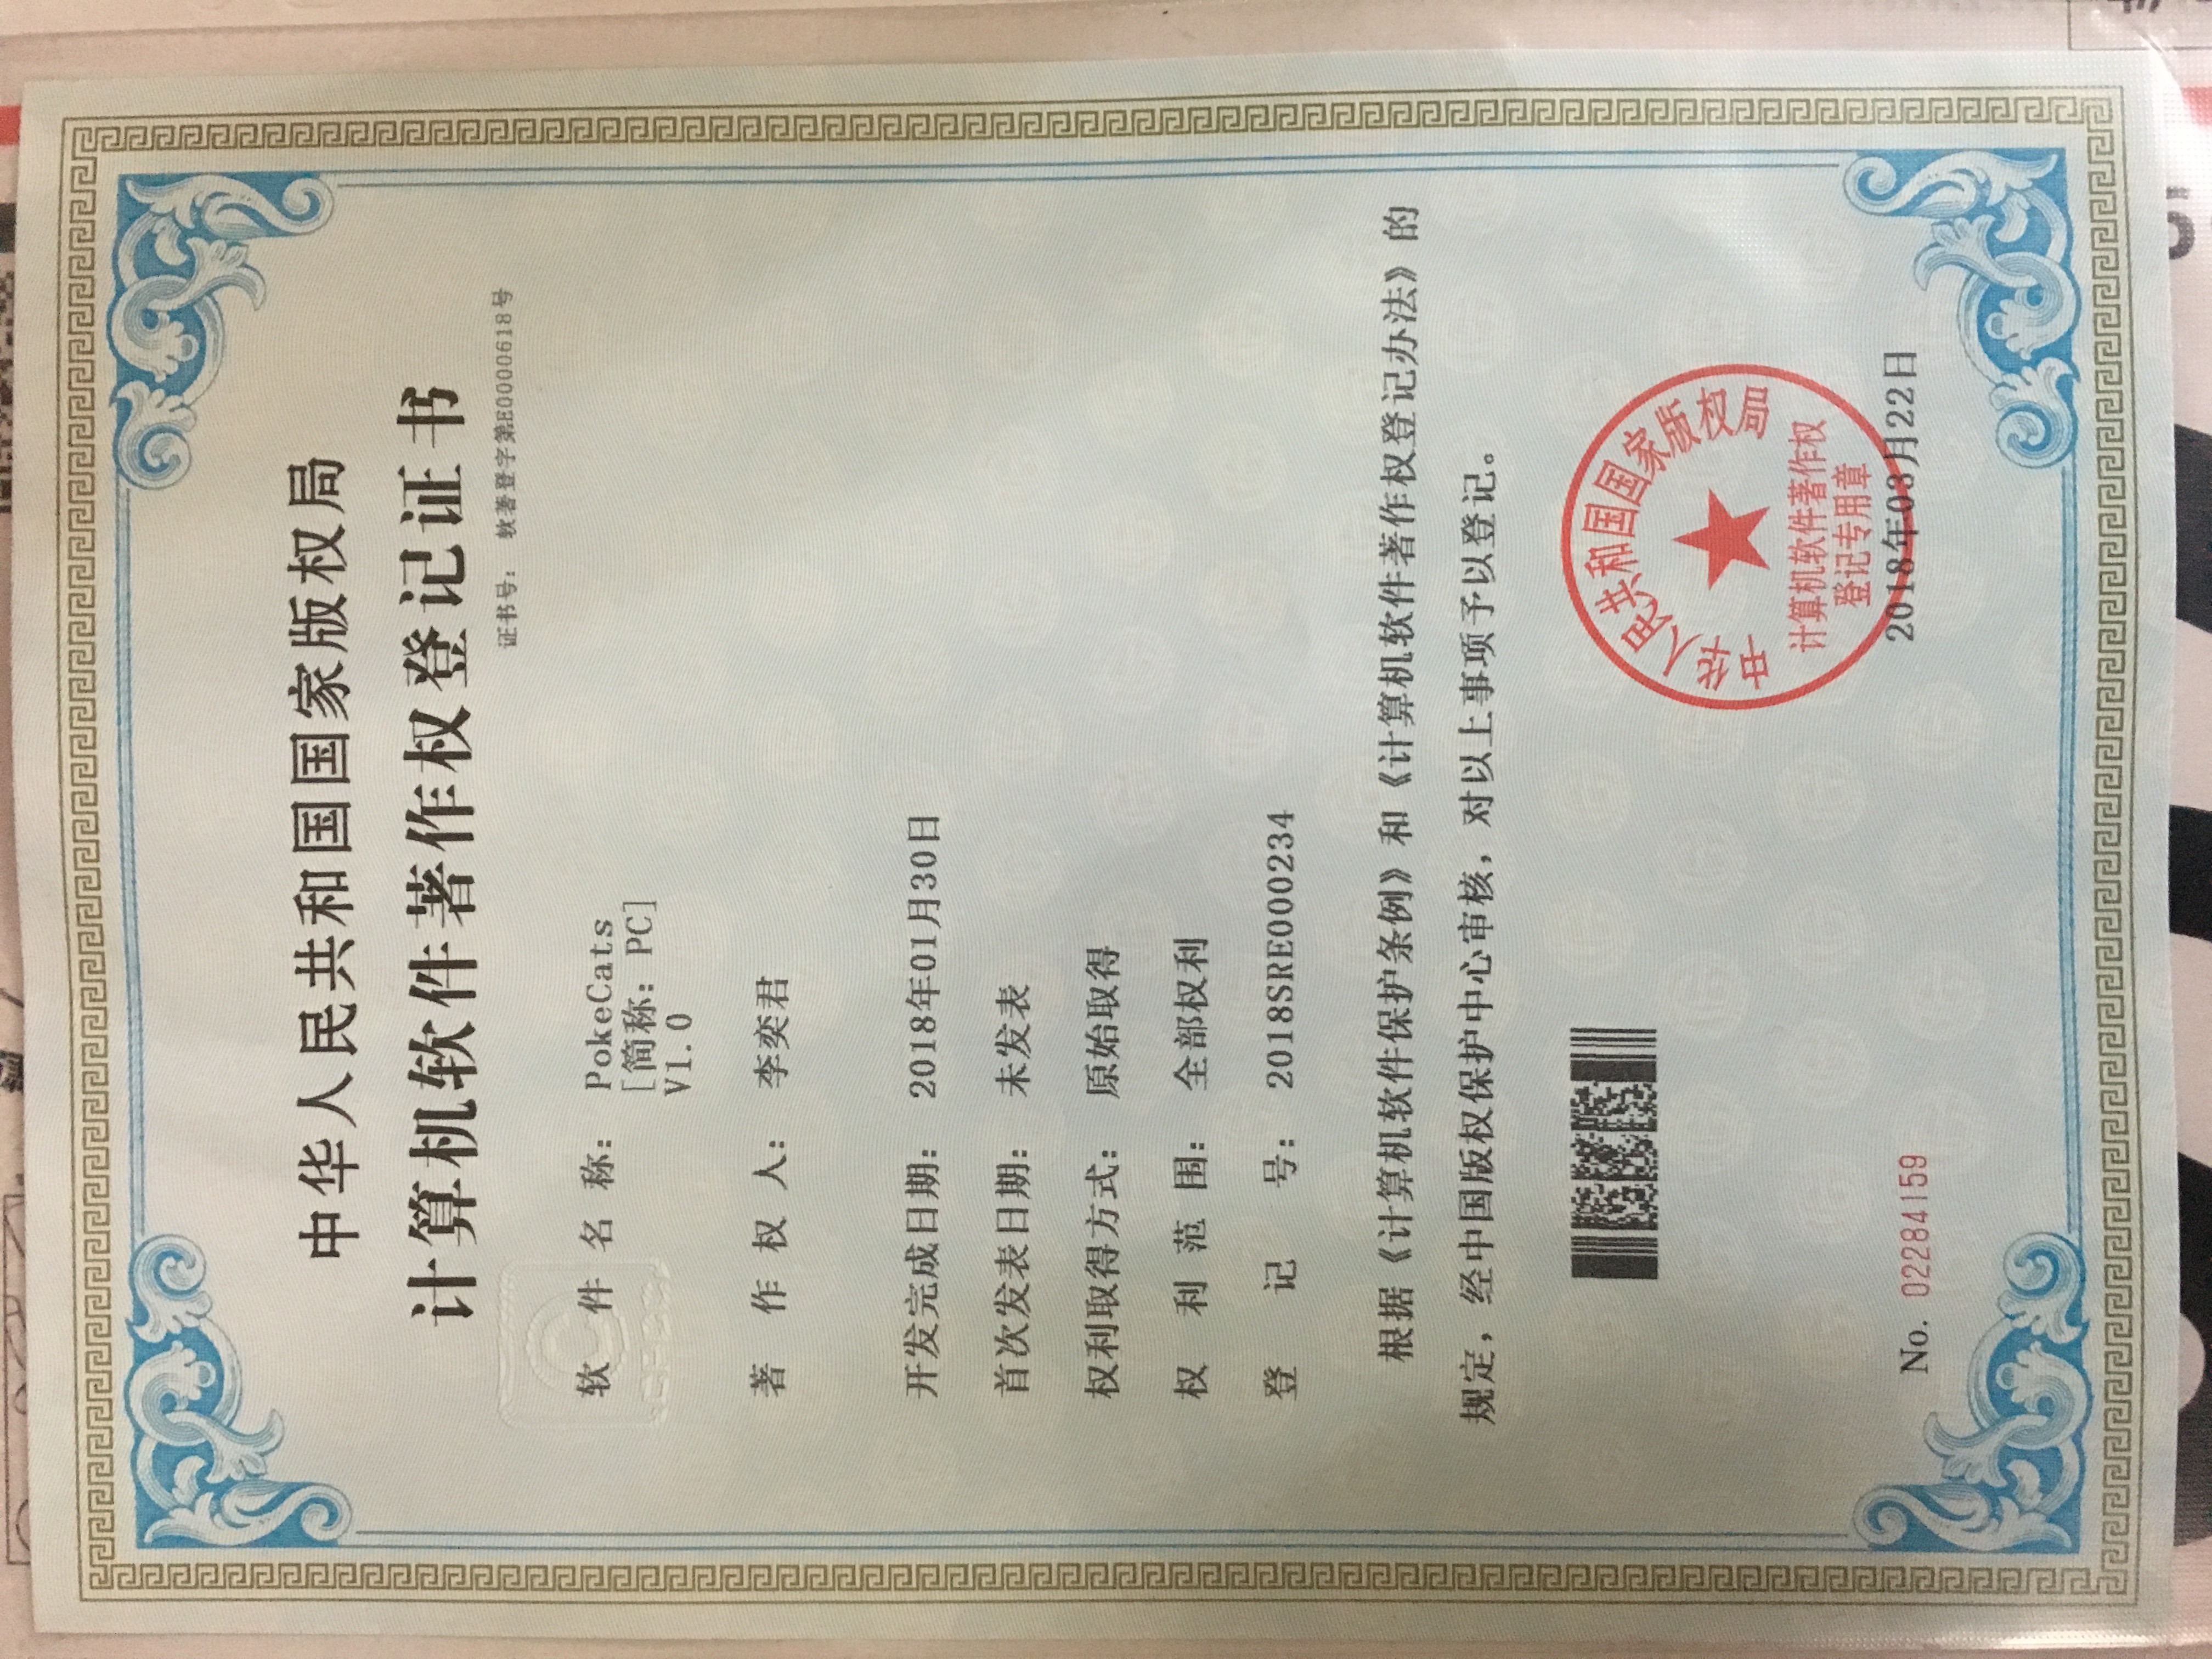 中华人民共和国国家版权局
计算机软件著作权登记证书
证书号： 软著登字第E0000618号
软件名称： PokeCats
[简称：PC]
V1.0
著作权人： 李奕君
开发完成日期： 2018年01月30日
首次发表日期： 未发表
权利取得方式： 原始取得
权利范围： 全部权利
登记号： 2018SRE000234
根据《计算机软件保护条例》和《计算机软件著作权登记办法》的
规定，经中国版权保护中心审核，对以上事项予以登记。
中华人民共和国国家版权局
计算机软件著作权
登记专用章
No. 02284159
2018年03月22日